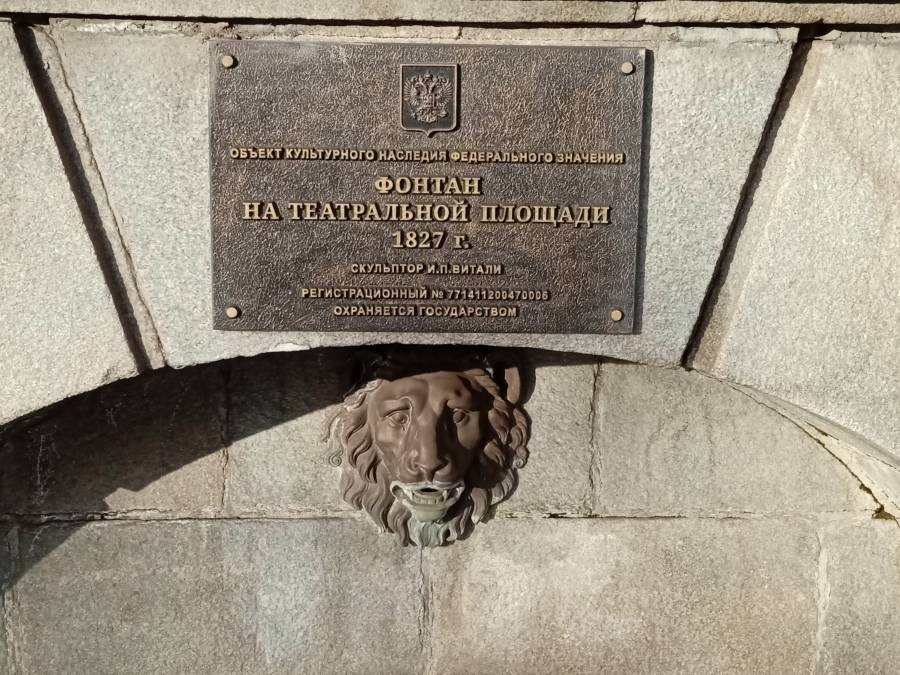 ОБЪЕКТ КУЛЬТУРНОГО НАСЛЕДИЯ ФЕДЕРАЛЬНОГО ЗНАЧЕНИЯ
ФОНТАН
НА ТЕАТРАЛЬНОЙ ПЛОЩАДИ
1827 г.
СКУЛЬПТОР И.П.ВИТАЛИ
РЕГИСТРАЦИОННЫЙ № 771411200470006
ОХРАНЯЕТСЯ ГОСУДАРСТВОМ